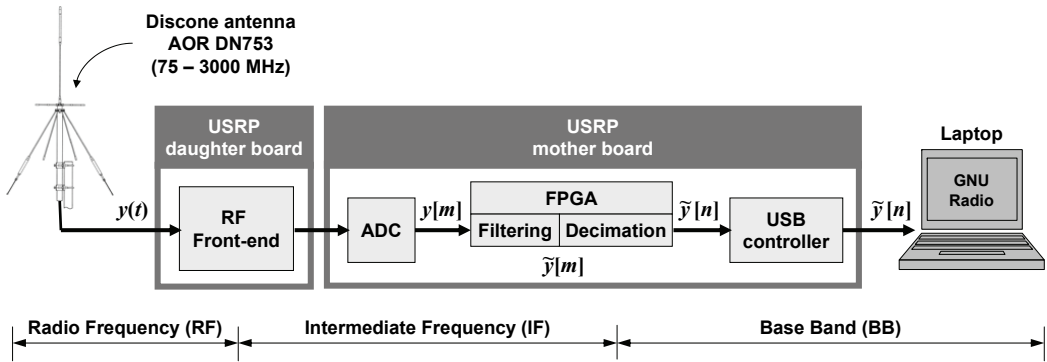 Discone antenna
AOR DN753
(75 – 3000 MHz)
USRP
daughter board
USRP
mother board
Laptop
GNU
Radio
y(t)
RF
Front-end
ADC
y[m]
FPGA
Filtering
Decimation
ỹ[m]
ỹ[n]
USB
controller
ỹ[n]
Radio Frequency (RF)
Intermediate Frequency (IF)
Base Band (BB)